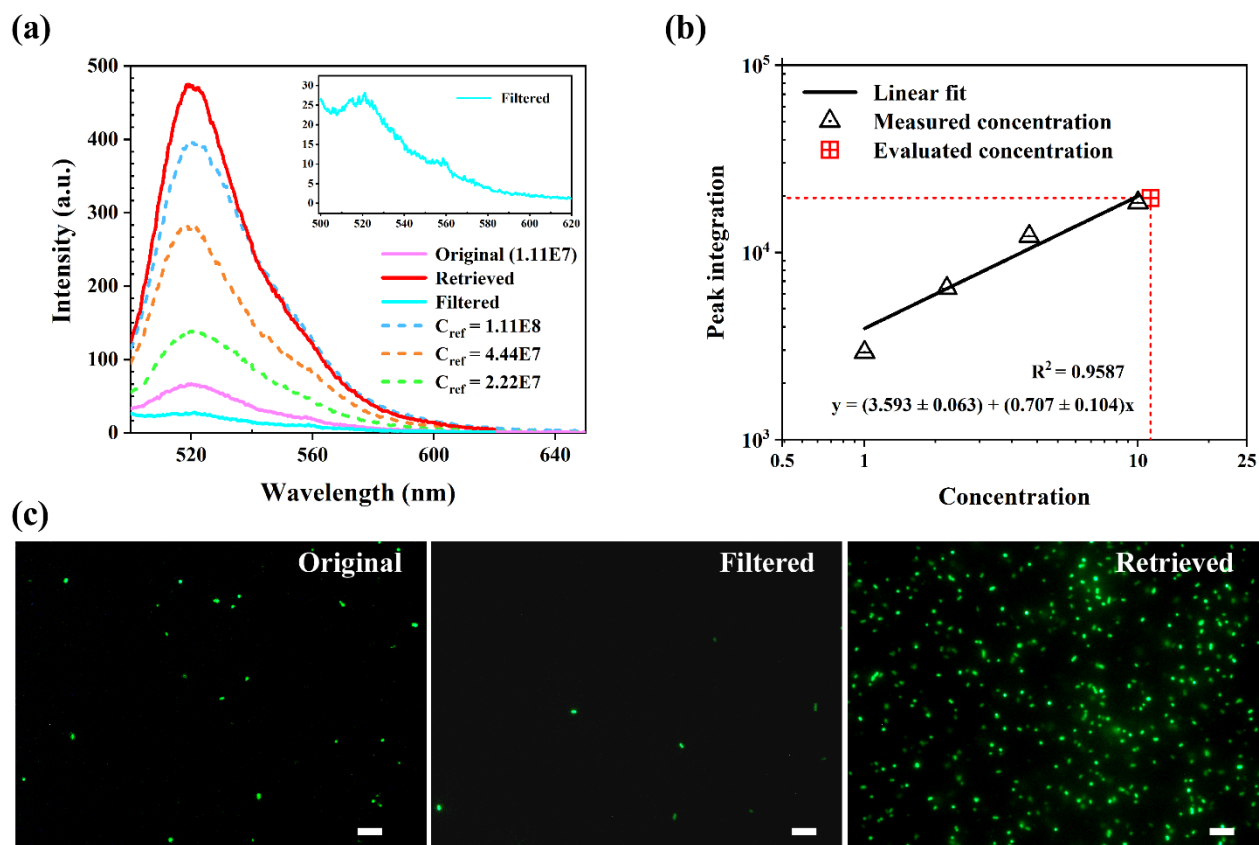 (a)
500
400
300
200
100
0
Intensity (a.u.)
520
560
600
640
Wavelength (nm)
30
25
20
15
10
5
0
500
520
540
560
580
600
620
Filtered
Original (1.11E7)
Retrieved
Filtered
C_ref = 1.11E8
C_ref = 4.44E7
C_ref = 2.22E7
(b)
10^5
10^4
10^3
Peak integration
Linear fit
Measured concentration
Evaluated concentration
R^2 = 0.9587
y = (3.593 ± 0.063) + (0.707 ± 0.104)x
0.5
1
10
25
Concentration
(c)
Original
Filtered
Retrieved